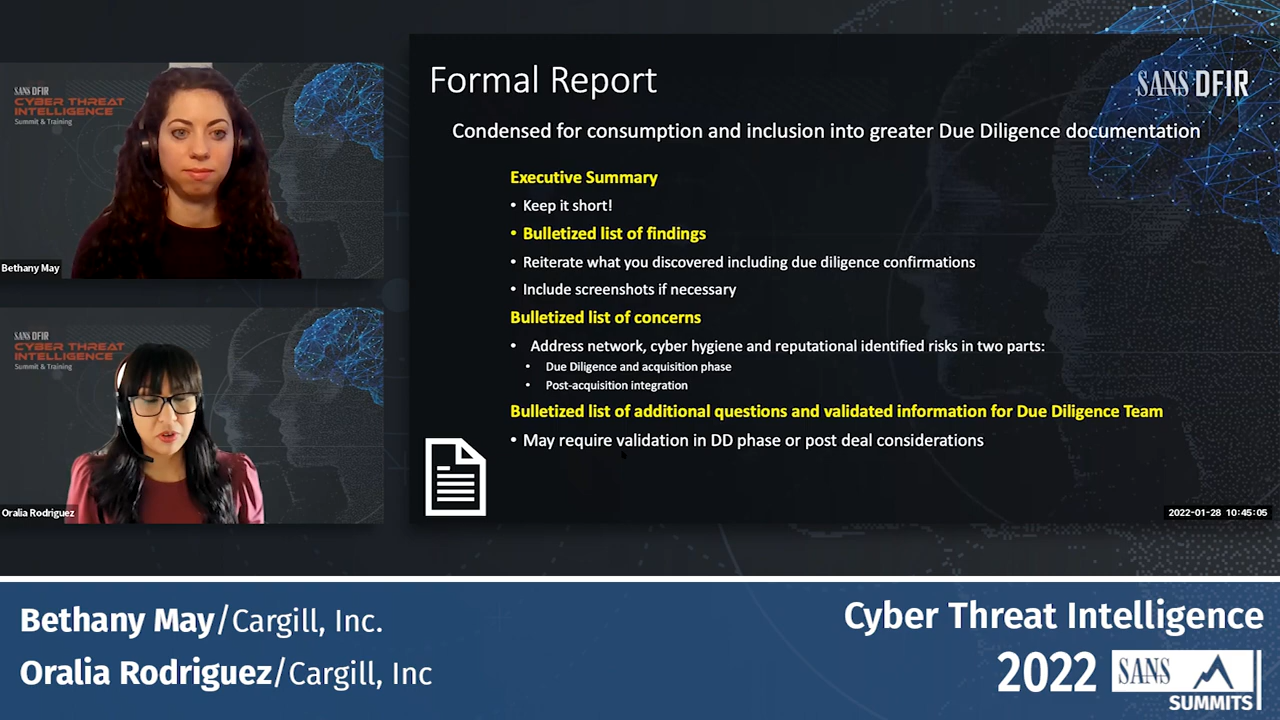 SANS DFIR
CYBER THREAT
INTELLIGENCE
Summit & Training
Bethany May
SANS DFIR
CYBER THREAT
INTELLIGENCE
Summit & Training
Oralia Rodriguez
Formal Report
SANS DFIR
Condensed for consumption and inclusion into greater Due Diligence documentation
Executive Summary
• Keep it short!
• Bulletized list of findings
• Reiterate what you discovered including due diligence confirmations
• Include screenshots if necessary
Bulletized list of concerns
• Address network, cyber hygiene and reputational identified risks in two parts:
• Due Diligence and acquisition phase
• Post-acquisition integration
Bulletized list of additional questions and validated information for Due Diligence Team
• May require validation in DD phase or post deal considerations
2022-01-28 10:45:05
Bethany May/Cargill, Inc.
Oralia Rodriguez/Cargill, Inc
Cyber Threat Intelligence
2022
SANS
SUMMITS